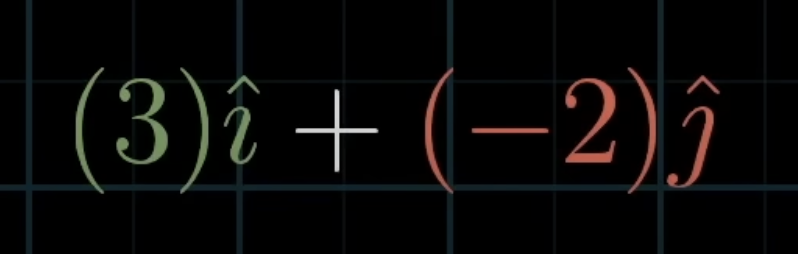 (3)î + (−2)ĵ